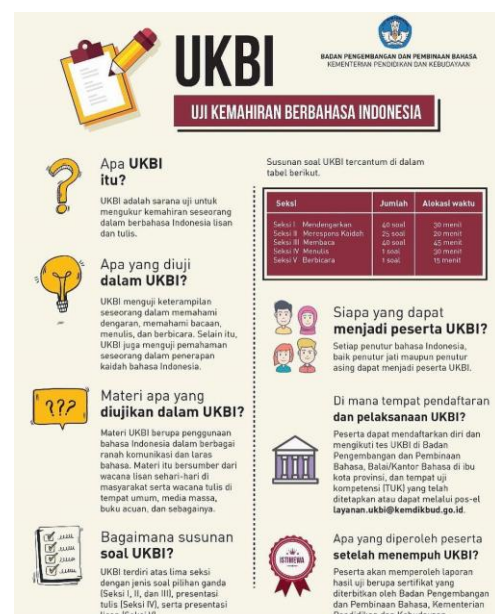 UKBI
BADAN PENGEMBANGAN DAN PEMBINAAN BAHASA
KEMENTERIAN PENDIDIKAN DAN KEBUDAYAAN
UJI KEMAHIRAN BERBAHASA INDONESIA
Apa UKBI
itu?
UKBI adalah sarana uji untuk
mengukur kemahiran seseorang
dalam berbahasa Indonesia lisan
dan tulis.
Apa yang diuji
dalam UKBI?
UKBI menguji keterampilan
seseorang dalam memahami
dengaran, memahami bacaan,
menulis, dan berbicara. Selain itu,
UKBI juga menguji pemahaman
seseorang dalam penerapan
kaidah bahasa Indonesia.
???
Materi apa yang
diujikan dalam UKBI?
Materi UKBI berupa penggunaan
bahasa Indonesia dalam berbagai
ranah komunikasi dan laras
bahasa. Materi itu bersumber dari
wacana lisan sehari-hari di
masyarakat serta wacana tulis di
tempat umum, media massa,
buku acuan, dan sebagainya.
Bagaimana susunan
soal UKBI?
UKBI terdiri atas lima seksi
dengan jenis soal pilihan ganda
(Seksi I, II, dan III), presentasi
tulis (Seksi IV), serta presentasi
Susunan soal UKBI tercantum di dalam
tabel berikut.
Seksi Jumlah Alokasi waktu
Seksi I Mendengarkan 40 soal 30 menit
Seksi II Merespons Kaidah 25 soal 20 menit
Seksi III Membaca 40 soal 45 menit
Seksi IV Menulis 1 soal 30 menit
Seksi V Berbicara 1 soal 15 menit
Siapa yang dapat
menjadi peserta UKBI?
Setiap penutur bahasa Indonesia,
baik penutur jati maupun penutur
asing dapat menjadi peserta UKBI.
Di mana tempat pendaftaran
dan pelaksanaan UKBI?
Peserta dapat mendaftarkan diri dan
mengikuti tes UKBI di Badan
Pengembangan dan Pembinaan
Bahasa, Balai/Kantor Bahasa di ibu
kota provinsi, dan tempat uji
kompetensi (TUK) yang telah
ditetapkan atau dapat melalui pos-el
layanan.ukbi@kemdikbud.go.id.
ISTIMEWA
Apa yang diperoleh peserta
setelah menempuh UKBI?
Peserta akan memperoleh laporan
hasil uji berupa sertifikat yang
diterbitkan oleh Badan Pengembangan
dan Pembinaan Bahasa, Kementerian